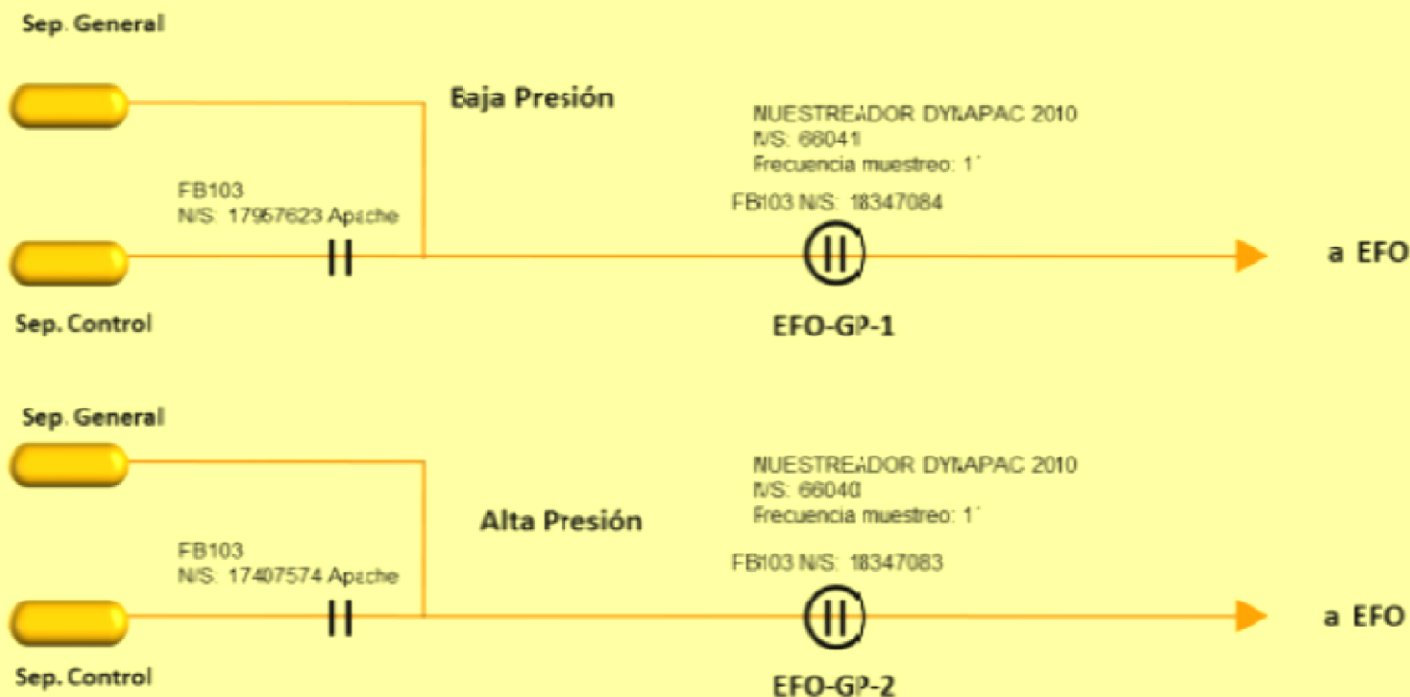 Sep. General
Baja Presión
MUESTREADOR DYNAPAC 2010
N/S: 66041
Frecuencia muestreo: 1'
FB103
N/S: 17957623 Apache
FB103 N/S: 18347084
a EFO
Sep. Control
EFO-GP-1
Sep. General
MUESTREADOR DYNAPAC 2010
N/S: 66040
Frecuencia muestreo: 1'
Alta Presión
FB103
N/S: 17407574 Apache
FB103 N/S: 18347083
a EFO
Sep. Control
EFO-GP-2